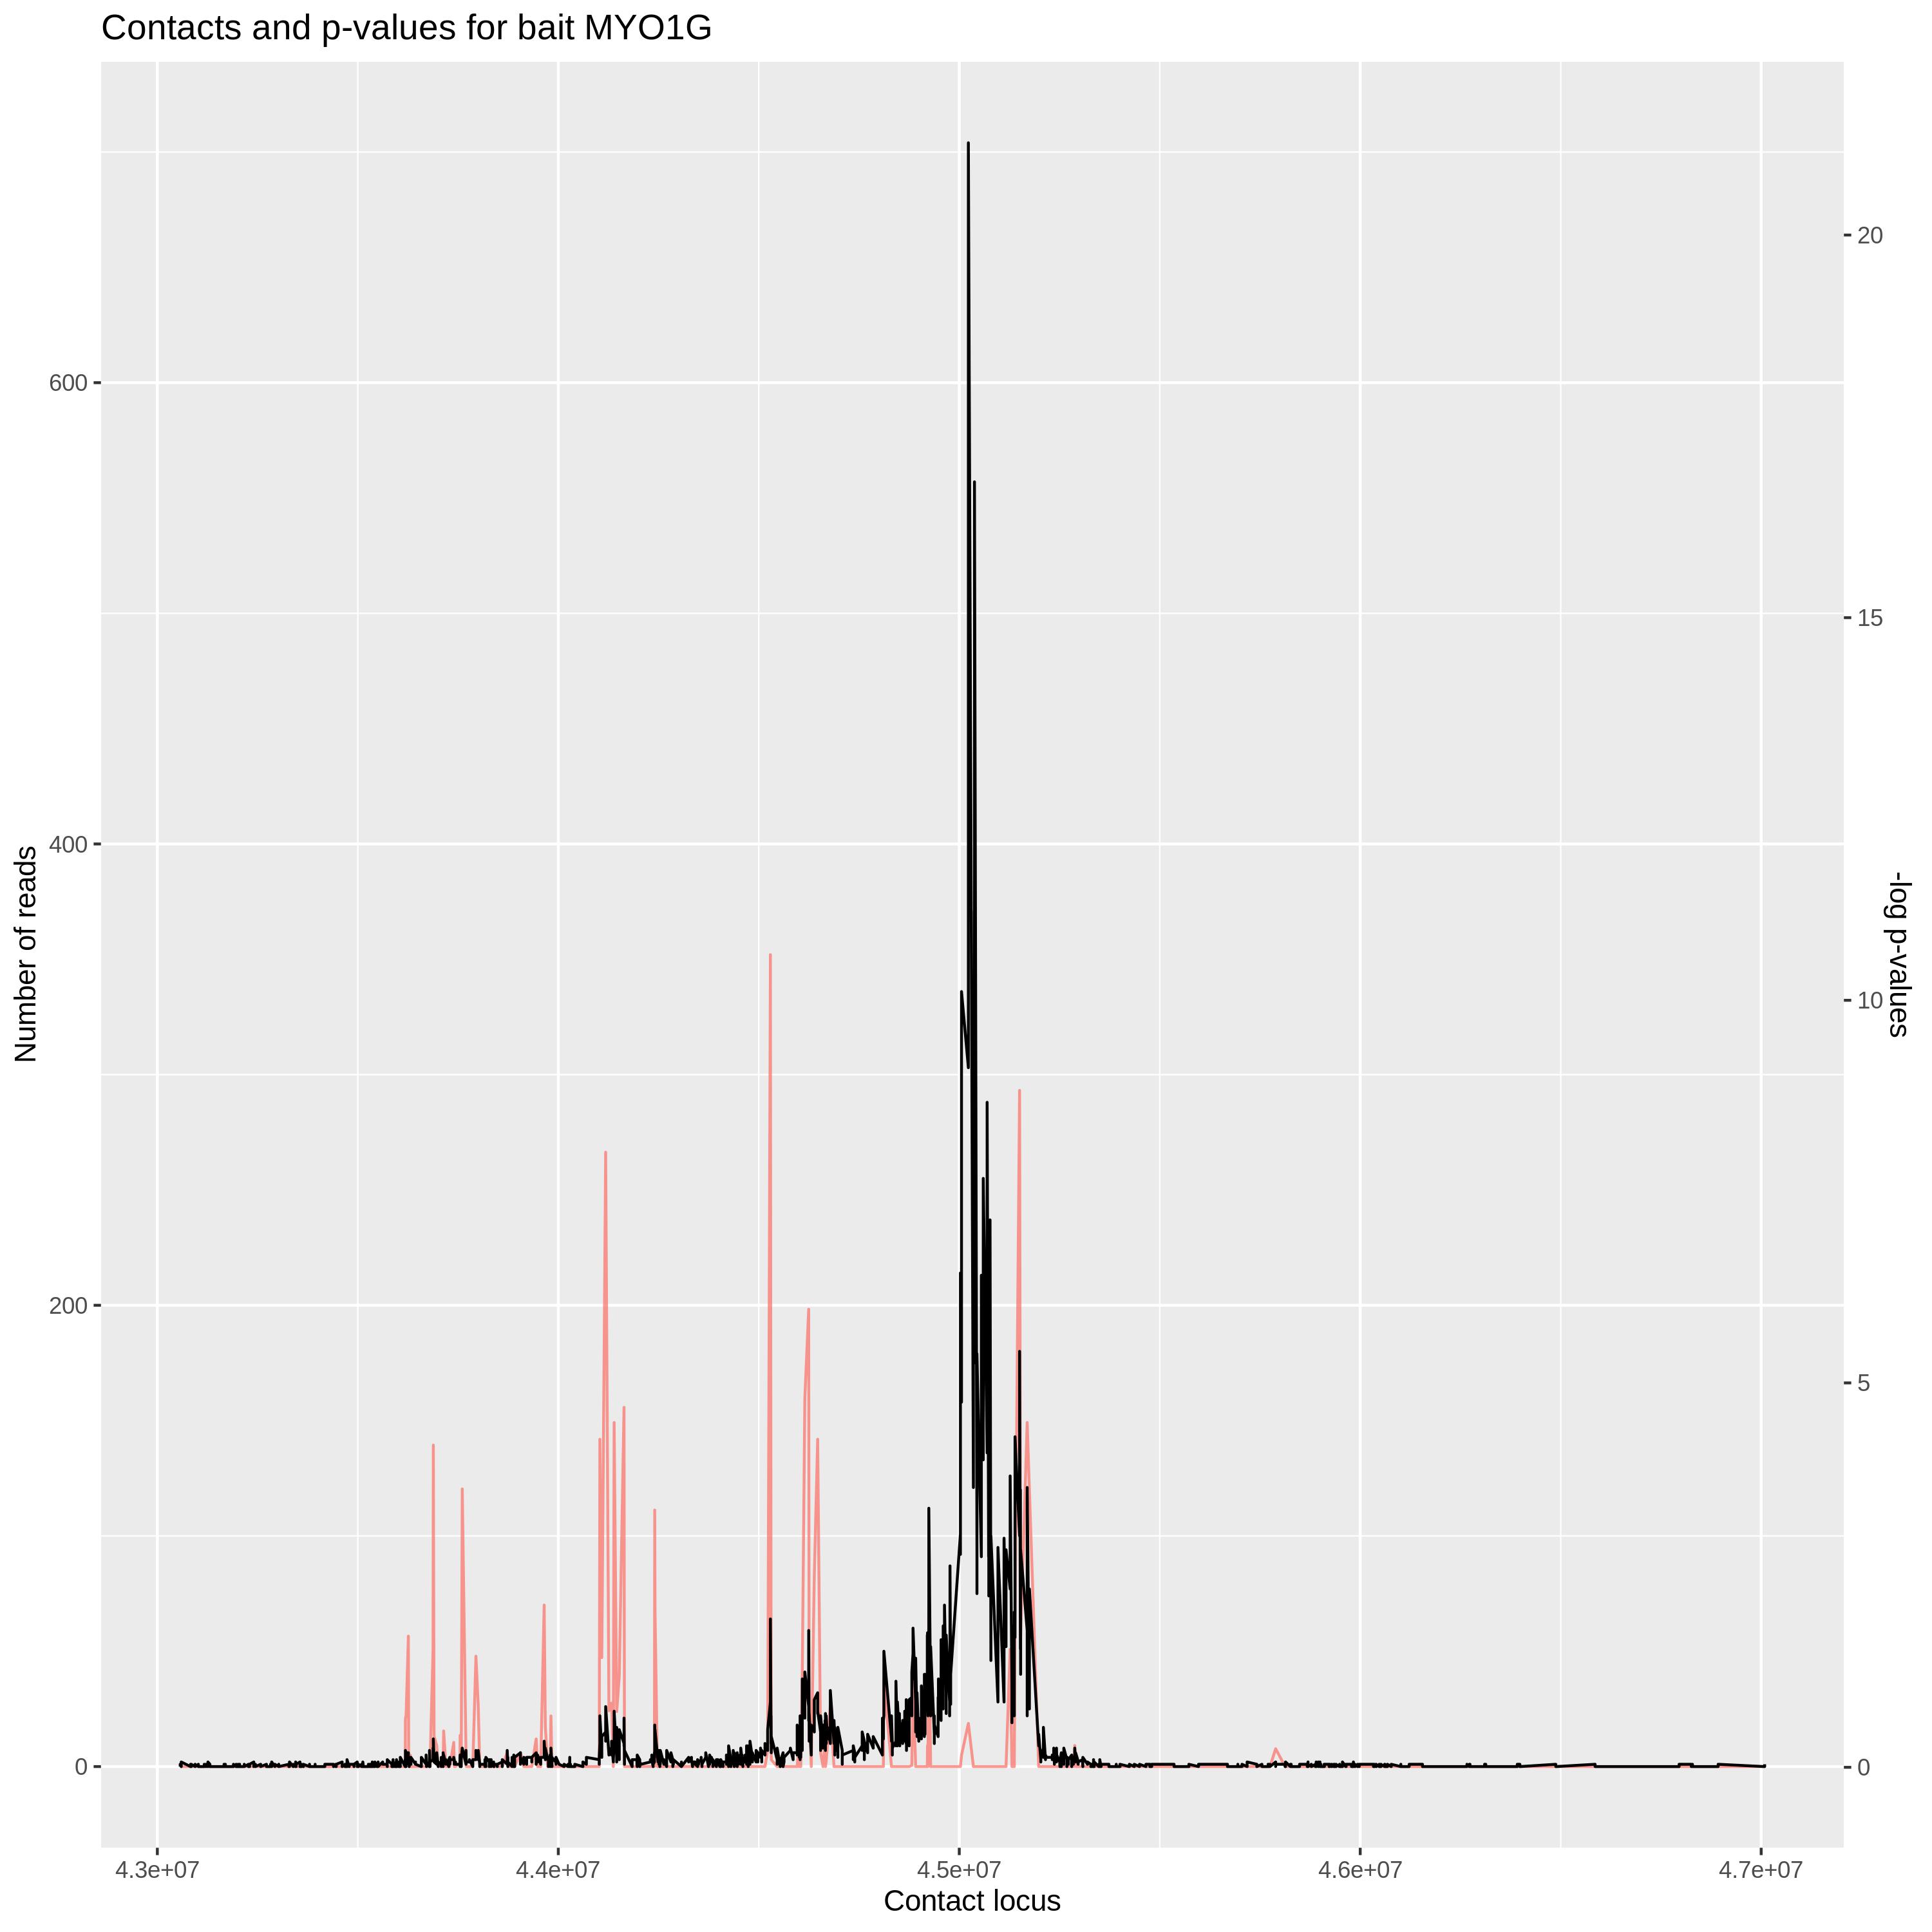 Contacts and p-values for bait MYO1G
Number of reads
600
400
200
0
20
15
10
5
0
-log p-values
4.3e+07 4.4e+07 4.5e+07 4.6e+07 4.7e+07
Contact locus